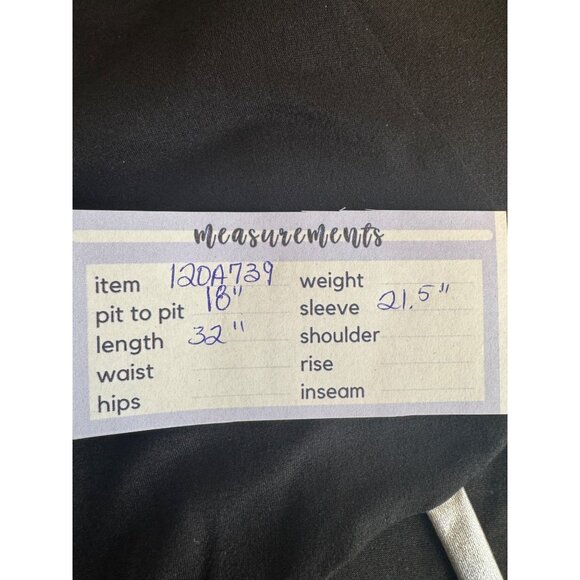 measurements
item 120A739
pit to pit 18"
length 32"
waist
hips
weight
sleeve 21.5"
shoulder
rise
inseam